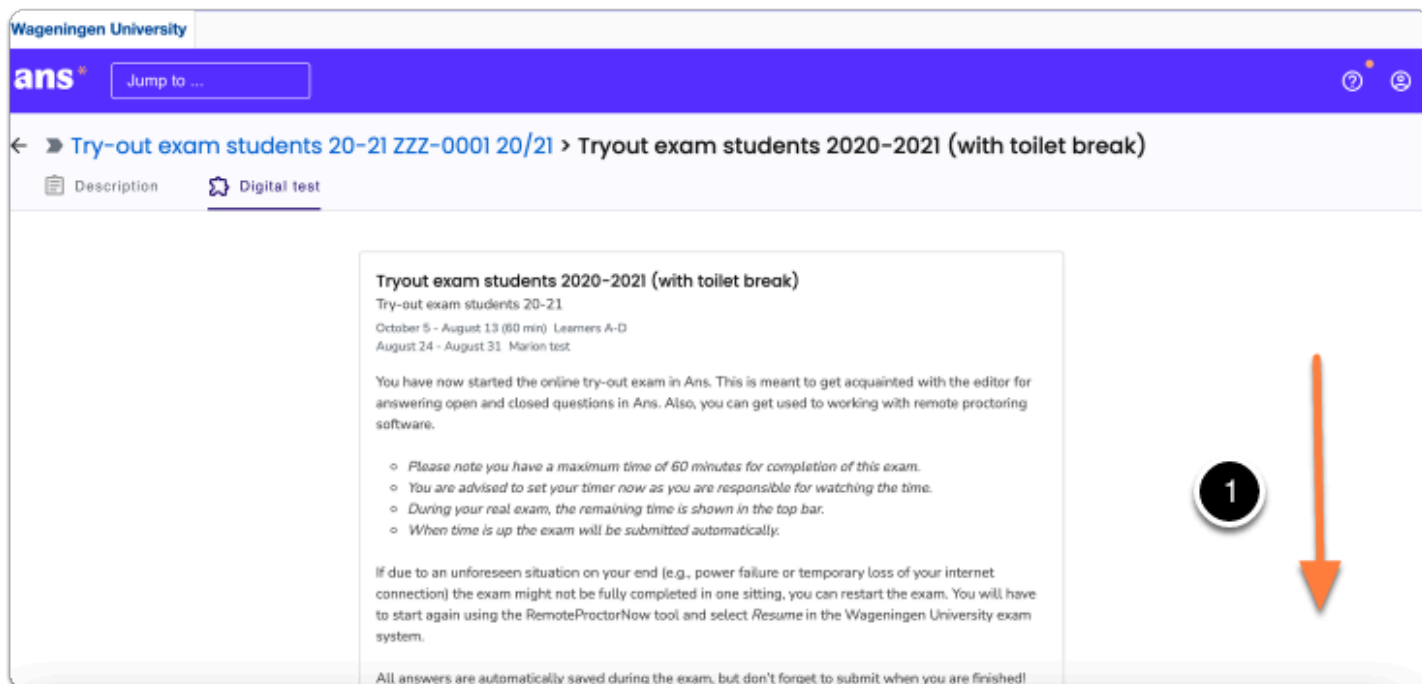 Wageningen University
ans*
Jump to ...
Try-out exam students 20-21 ZZZ-0001 20/21 > Tryout exam students 2020-2021 (with toilet break)
Description
Digital test
Tryout exam students 2020-2021 (with toilet break)
Try-out exam students 20-21
October 5 - August 13 (60 min) Learners A-D
August 24 - August 31 Marion test
You have now started the online try-out exam in Ans. This is meant to get acquainted with the editor for
answering open and closed questions in Ans. Also, you can get used to working with remote proctoring
software.
Please note you have a maximum time of 60 minutes for completion of this exam.
You are advised to set your timer now as you are responsible for watching the time.
During your real exam, the remaining time is shown in the top bar.
When time is up the exam will be submitted automatically.
1
If due to an unforeseen situation on your end (e.g., power failure or temporary loss of your internet
connection) the exam might not be fully completed in one sitting, you can restart the exam. You will have
to start again using the RemoteProctorNow tool and select Resume in the Wageningen University exam
system.
All answers are automatically saved during the exam, but don't forget to submit when you are finished!